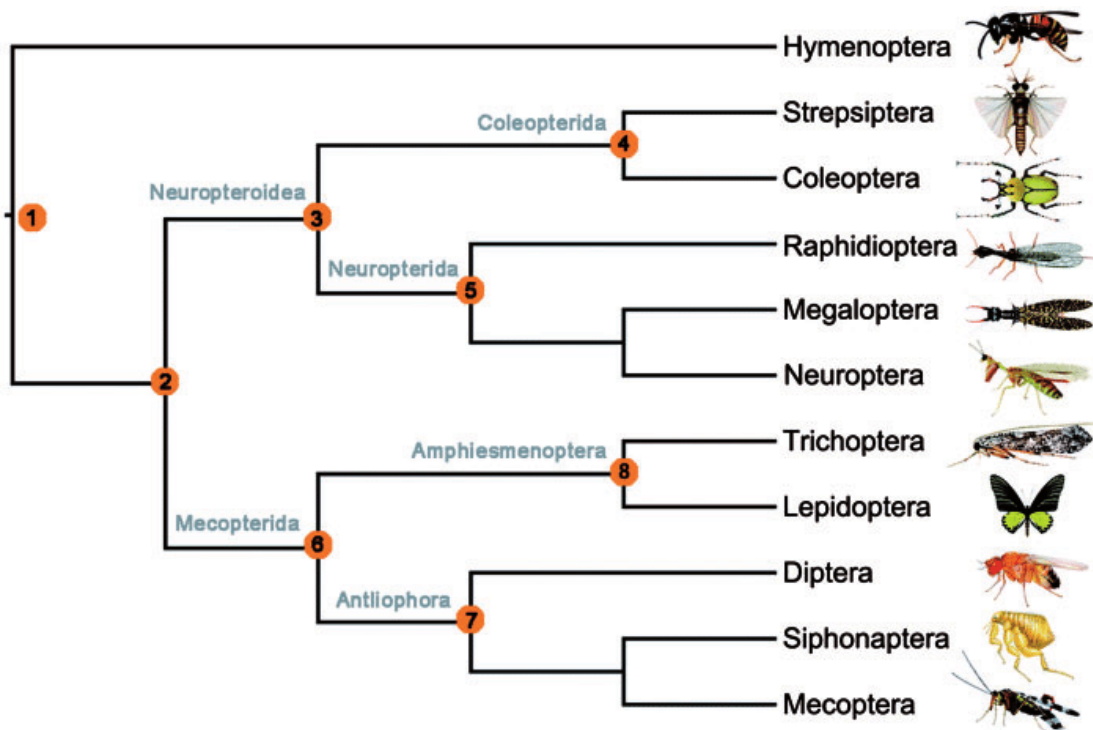 Hymenoptera
Strepsiptera
Coleopterida
4
Coleoptera
Neuropteroidea
1
3
Raphidioptera
Neuropterida
5
Megaloptera
Neuroptera
2
Trichoptera
Amphiesmenoptera
8
Lepidoptera
Mecopterida
6
Diptera
Antliophora
7
Siphonaptera
Mecoptera